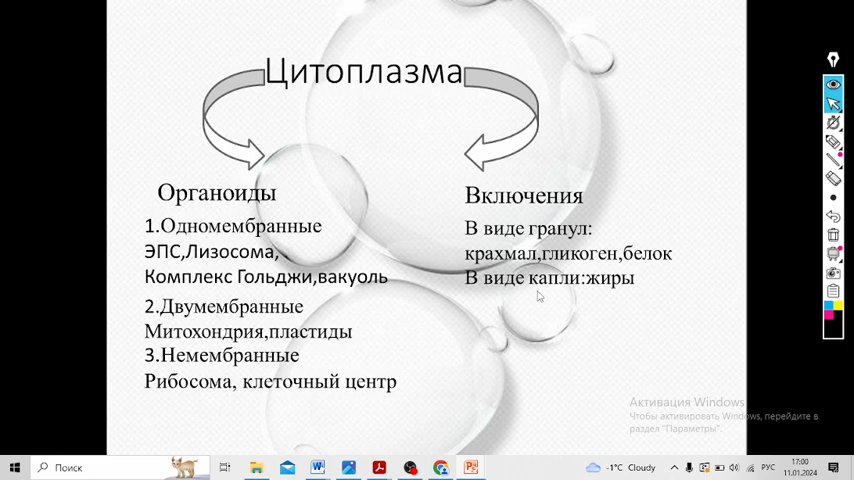 Цитоплазма
Органоиды
1.Одномембранные
ЭПС,Лизосома,
Комплекс Гольджи,вакуоль
2.Двумембранные
Митохондрия,пластиды
3.Немембранные
Рибосома, клеточный центр
Включения
В виде гранул:
крахмал,гликоген,белок
В виде капли:жиры
Активация Windows
Чтобы активировать Windows, перейдите в
раздел "Параметры".
Поиск
-1°C Cloudy
РУС
17:00
11.01.2024